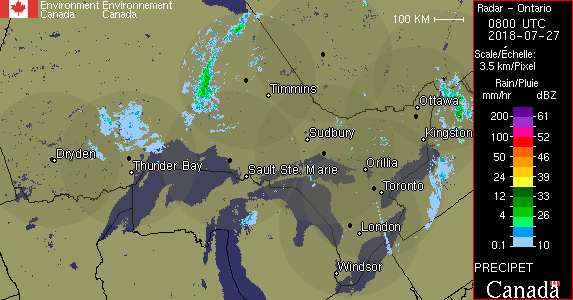 Environment Environnement
Canada Canada
100 KM
Timmins
Ottawa
Sudbury
Kingston
Dryden
Thunder Bay
Sault Ste. Marie
Orillia
Toronto
London
Windsor
Radar - Ontario
0800 UTC
2018-07-27
Scale/Échelle:
3.5 km/Pixel
Rain/Pluie
mm/hr dBZ
200 61
100 52
50 46
24 39
12 33
4 26
0.1 10
PRECIPET
Canada